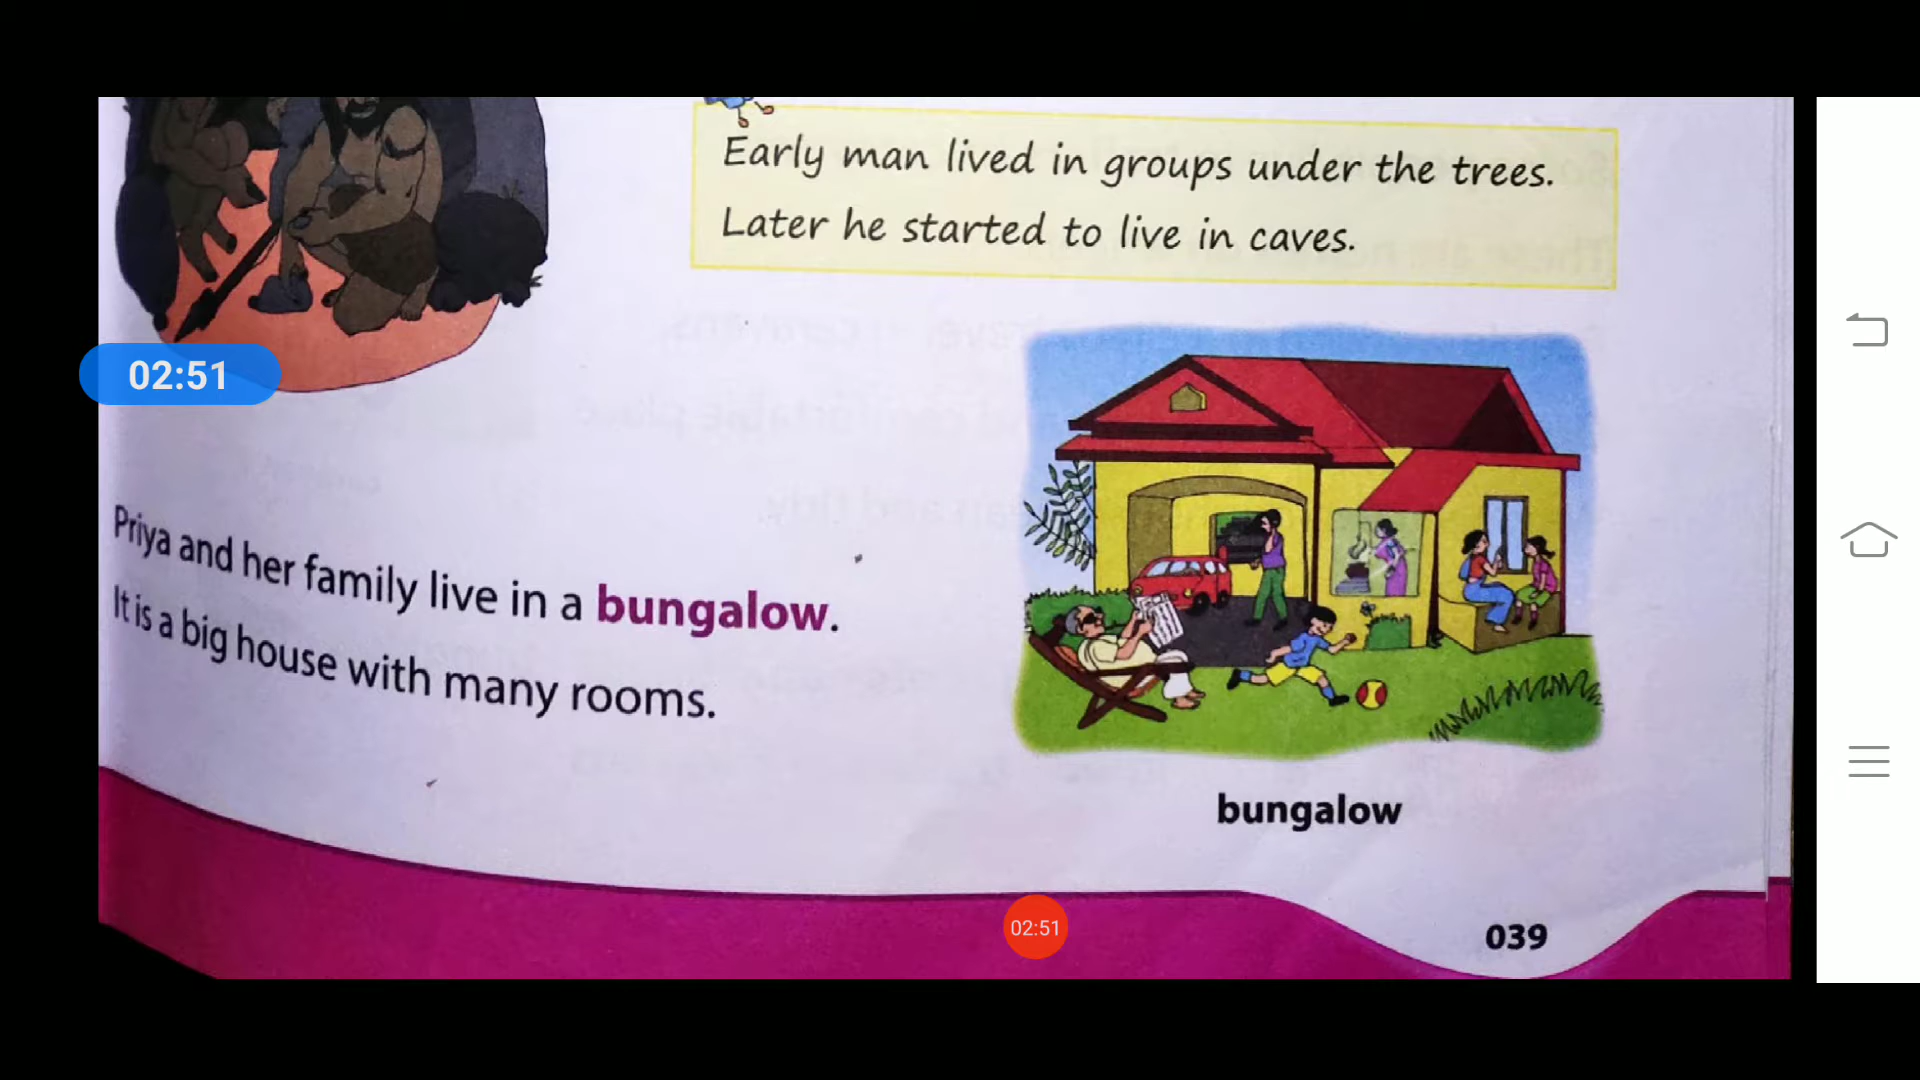 Early man lived in groups under the trees.
Later he started to live in caves.
02:51
Priya and her family live in a bungalow.
It is a big house with many rooms.
bungalow
02:51
039